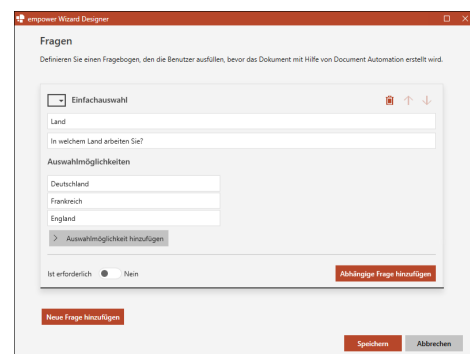 empower Wizard Designer
Fragen
Definieren Sie einen Fragebogen, den die Benutzer ausfüllen, bevor das Dokument mit Hilfe von Document Automation erstellt wird.
Einfachauswahl
Land
In welchem Land arbeiten Sie?
Auswahlmöglichkeiten
Deutschland
Frankreich
England
Auswahlmöglichkeit hinzufügen
Ist erforderlich Nein Abhängige Frage hinzufügen
Neue Frage hinzufügen
Speichern Abbrechen